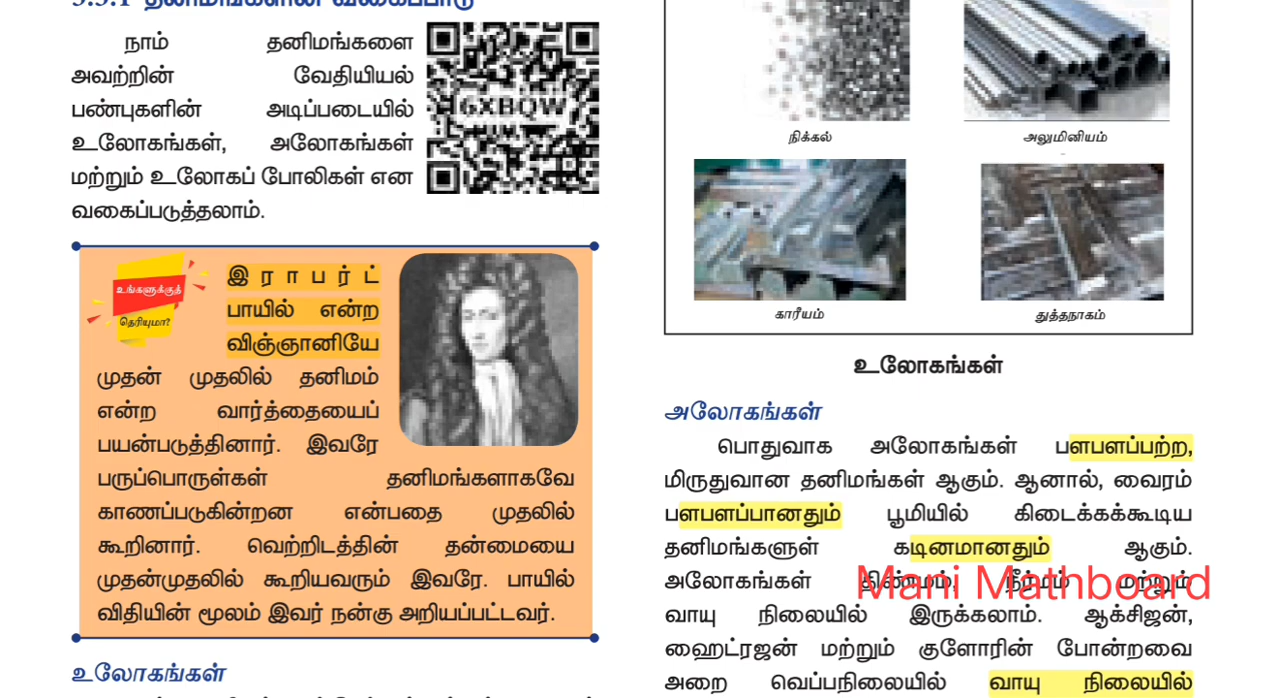 3.3.1 தனிமங்களின் வகைப்பாடு
நாம் தனிமங்களை
அவற்றின் வேதியியல்
பண்புகளின் அடிப்படையில்
உலோகங்கள், அலோகங்கள்
மற்றும் உலோகப் போலிகள் என
வகைப்படுத்தலாம்.
6XBQW
உங்களுக்குத்
தெரியுமா?
இ ரா ப ர் ட்
பாயில் என்ற
விஞ்ஞானியே
முதன் முதலில் தனிமம்
என்ற வார்த்தையைப்
பயன்படுத்தினார். இவரே
பருப்பொருள்கள் தனிமங்களாகவே
காணப்படுகின்றன என்பதை முதலில்
கூறினார். வெற்றிடத்தின் தன்மையை
முதன்முதலில் கூறியவரும் இவரே. பாயில்
விதியின் மூலம் இவர் நன்கு அறியப்பட்டவர்.
உலோகங்கள்
நிக்கல்
அலுமினியம்
காரீயம்
துத்தநாகம்
உலோகங்கள்
அலோகங்கள்
பொதுவாக அலோகங்கள் பளபளப்பற்ற,
மிருதுவான தனிமங்கள் ஆகும். ஆனால், வைரம்
பளபளப்பானதும் பூமியில் கிடைக்கக்கூடிய
தனிமங்களுள் கடினமானதும் ஆகும்.
அலோகங்கள் திண்மம், நீர்மம் மற்றும்
வாயு நிலையில் இருக்கலாம். ஆக்சிஜன்,
ஹைட்ரஜன் மற்றும் குளோரின் போன்றவை
அறை வெப்பநிலையில் வாயு நிலையில்
Mani Mathboard